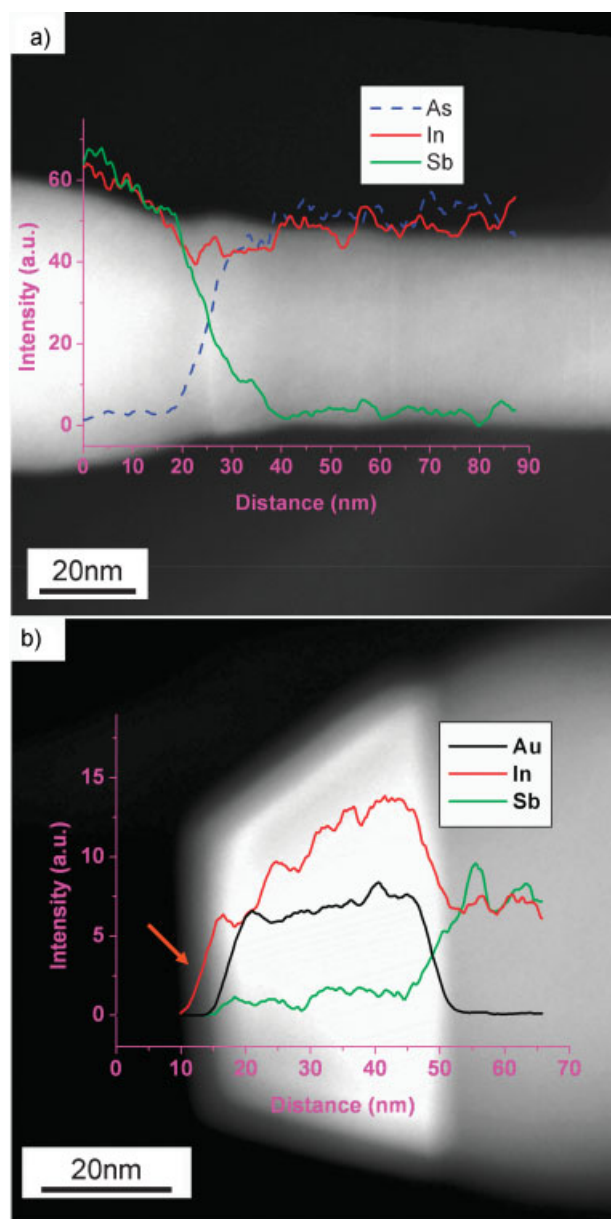 a)
As
In
Sb
60
40
20
0
Intensity (a.u.)
0 10 20 30 40 50 60 70 80 90
Distance (nm)
20nm
b)
Au
In
Sb
15
10
5
0
Intensity (a.u.)
0 10 20 30 40 50 60 70
Distance (nm)
20nm